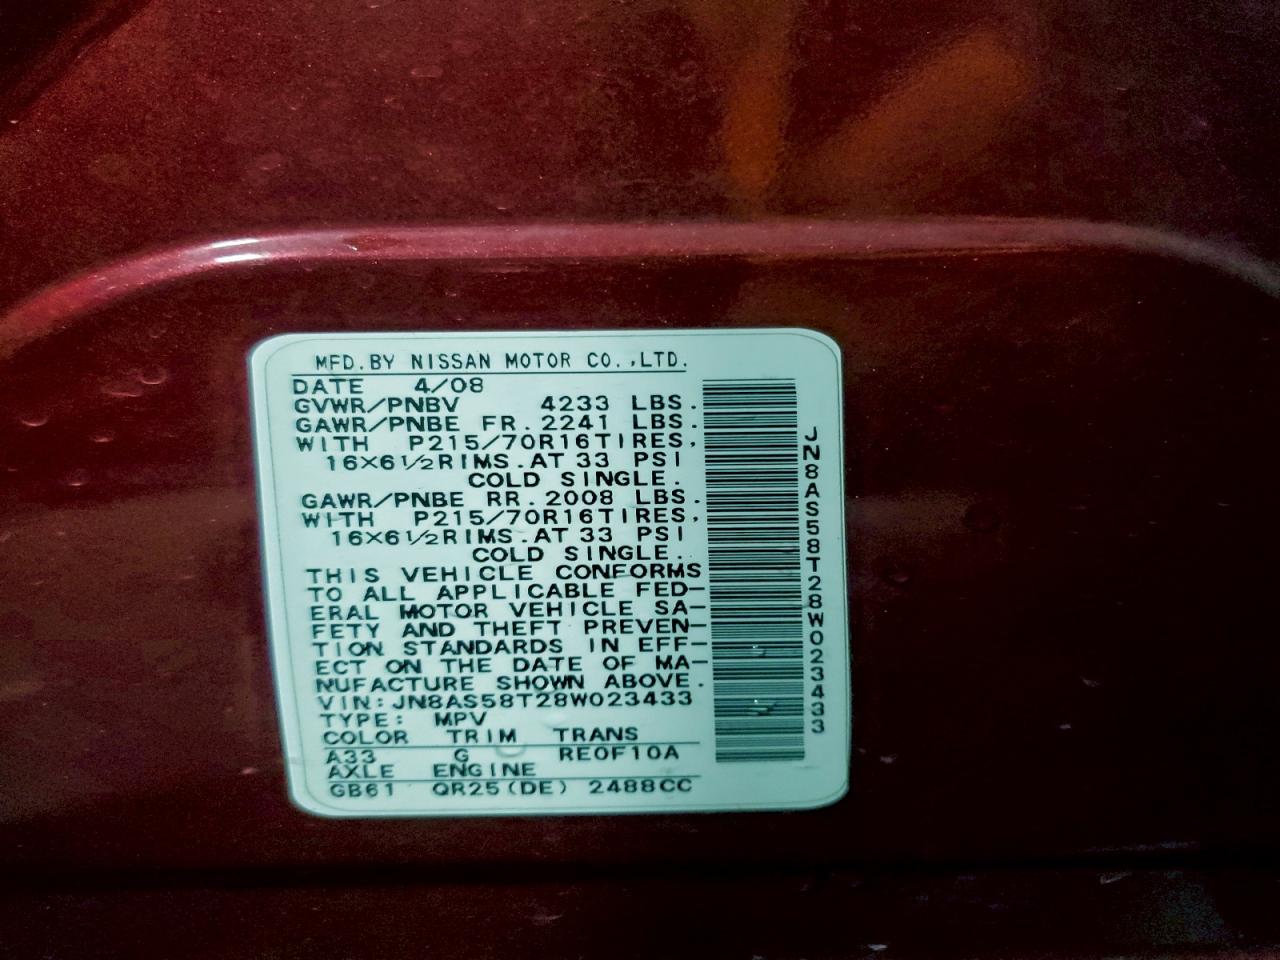 MFD.BY NISSAN MOTOR CO.,LTD.
DATE 4/08
GVWR/PNBV 4233 LBS.
GAWR/PNBE FR.2241 LBS.
WITH P215/70R16TIRES,
16X6 1/2RIMS.AT 33 PSI
COLD SINGLE.
GAWR/PNBE RR.2008 LBS.
WITH P215/70R16TIRES,
16X6 1/2RIMS.AT 33 PSI
COLD SINGLE.
THIS VEHICLE CONFORMS
TO ALL APPLICABLE FED-
ERAL MOTOR VEHICLE SA-
FETY AND THEFT PREVEN-
TION STANDARDS IN EFF-
ECT ON THE DATE OF MA-
NUFACTURE SHOWN ABOVE.
VIN:JN8AS58T28W023433
TYPE: MPV
COLOR TRIM TRANS
A33 G RE0F10A
AXLE ENGINE
GB61 QR25(DE) 2488CC
JN8AS58T28W023433